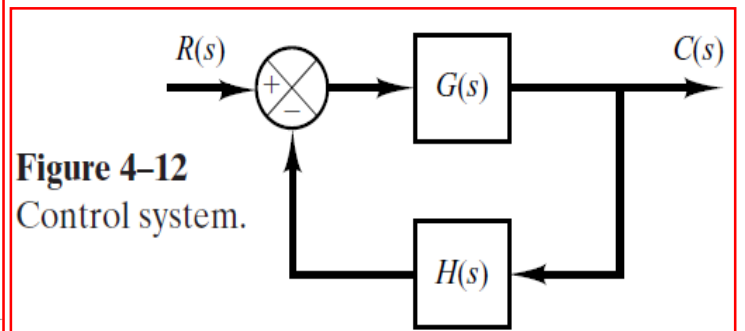 R(s)
C(s)
+
−
G(s)
Figure 4–12
Control system.
H(s)